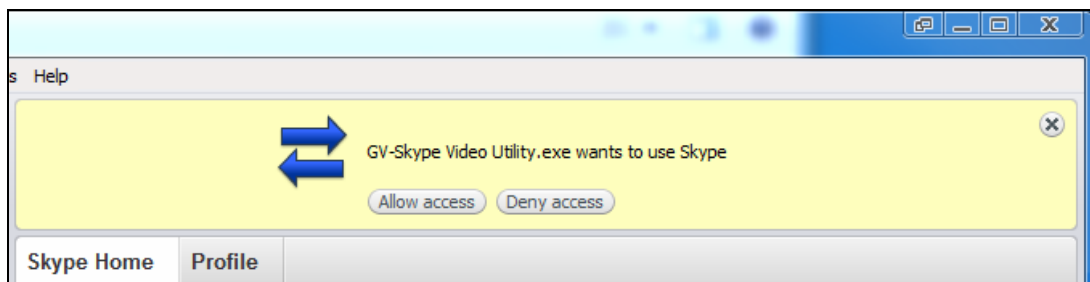 s Help
GV-Skype Video Utility.exe wants to use Skype
Allow access Deny access
Skype Home Profile